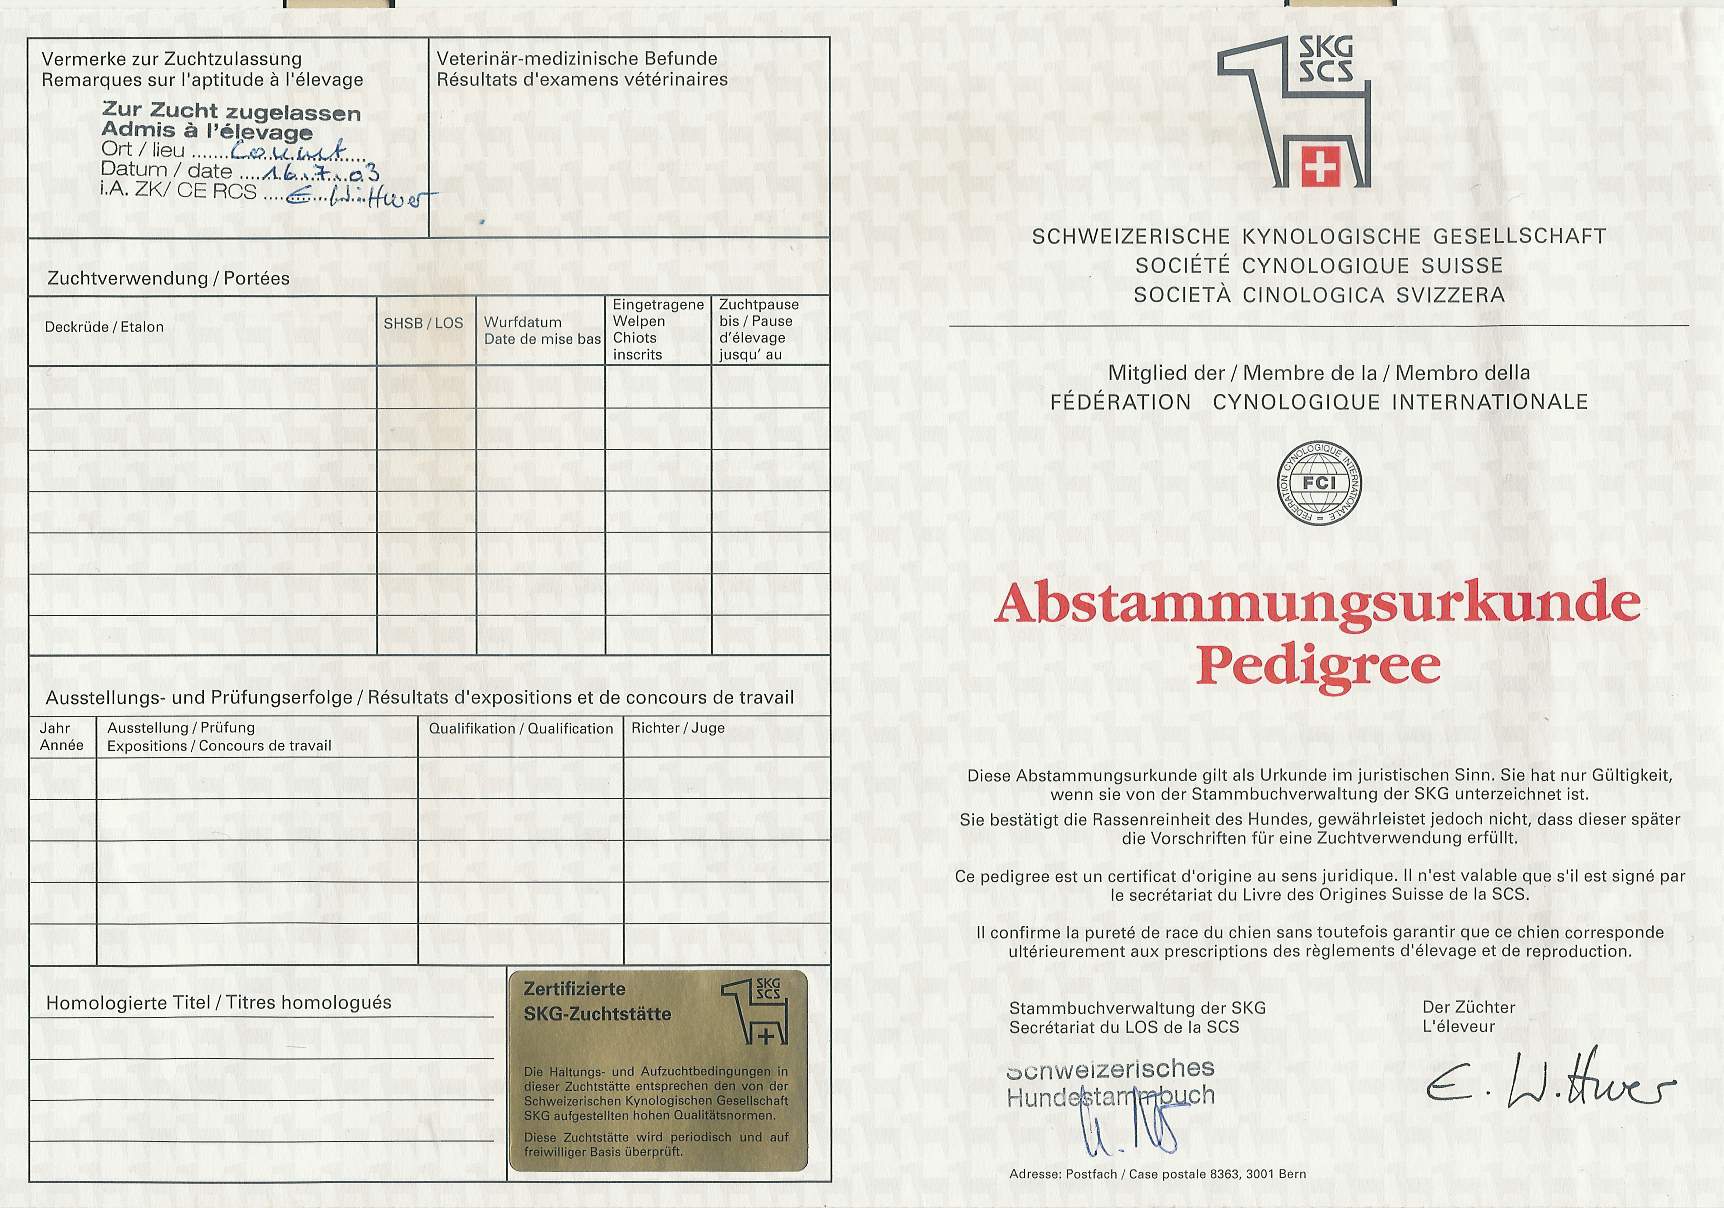 Vermerke zur Zuchtzulassung
Remarques sur l'aptitude à l'élevage
Zur Zucht zugelassen
Admis à l'élevage
Ort / lieu ....... Court ....
Datum / date .... 16.7.03
i.A. ZK/ CE RCS .... E. Wittwer
Veterinär-medizinische Befunde
Résultats d'examens vétérinaires
Zuchtverwendung / Portées
Deckrüde / Etalon
SHSB / LOS
Wurfdatum
Date de mise bas
Eingetragene
Welpen
Chiots
inscrits
Zuchtpause
bis / Pause
d'élevage
jusqu' au
Ausstellungs- und Prüfungserfolge / Résultats d'expositions et de concours de travail
Jahr
Année
Ausstellung / Prüfung
Expositions / Concours de travail
Qualifikation / Qualification
Richter / Juge
Homologierte Titel / Titres homologués
Zertifizierte
SKG-Zuchtstätte
SKG
SCS
Die Haltungs- und Aufzuchtbedingungen in
dieser Zuchtstätte entsprechen den von der
Schweizerischen Kynologischen Gesellschaft
SKG aufgestellten hohen Qualitätsnormen.
Diese Zuchtstätte wird periodisch und auf
freiwilliger Basis überprüft.
SKG
SCS
SCHWEIZERISCHE KYNOLOGISCHE GESELLSCHAFT
SOCIÉTÉ CYNOLOGIQUE SUISSE
SOCIETÀ CINOLOGICA SVIZZERA
Mitglied der / Membre de la / Membro della
FÉDÉRATION CYNOLOGIQUE INTERNATIONALE
FEDERATION CYNOLOGIQUE INTERNATIONALE
FCI
Abstammungsurkunde
Pedigree
Diese Abstammungsurkunde gilt als Urkunde im juristischen Sinn. Sie hat nur Gültigkeit,
wenn sie von der Stammbuchverwaltung der SKG unterzeichnet ist.
Sie bestätigt die Rassenreinheit des Hundes, gewährleistet jedoch nicht, dass dieser später
die Vorschriften für eine Zuchtverwendung erfüllt.
Ce pedigree est un certificat d'origine au sens juridique. Il n'est valable que s'il est signé par
le secrétariat du Livre des Origines Suisse de la SCS.
Il confirme la pureté de race du chien sans toutefois garantir que ce chien corresponde
ultérieurement aux prescriptions des règlements d'élevage et de reproduction.
Stammbuchverwaltung der SKG
Secrétariat du LOS de la SCS
Der Züchter
L'éleveur
Schweizerisches
Hundestammbuch
E. Wittwer
Adresse: Postfach / Case postale 8363, 3001 Bern